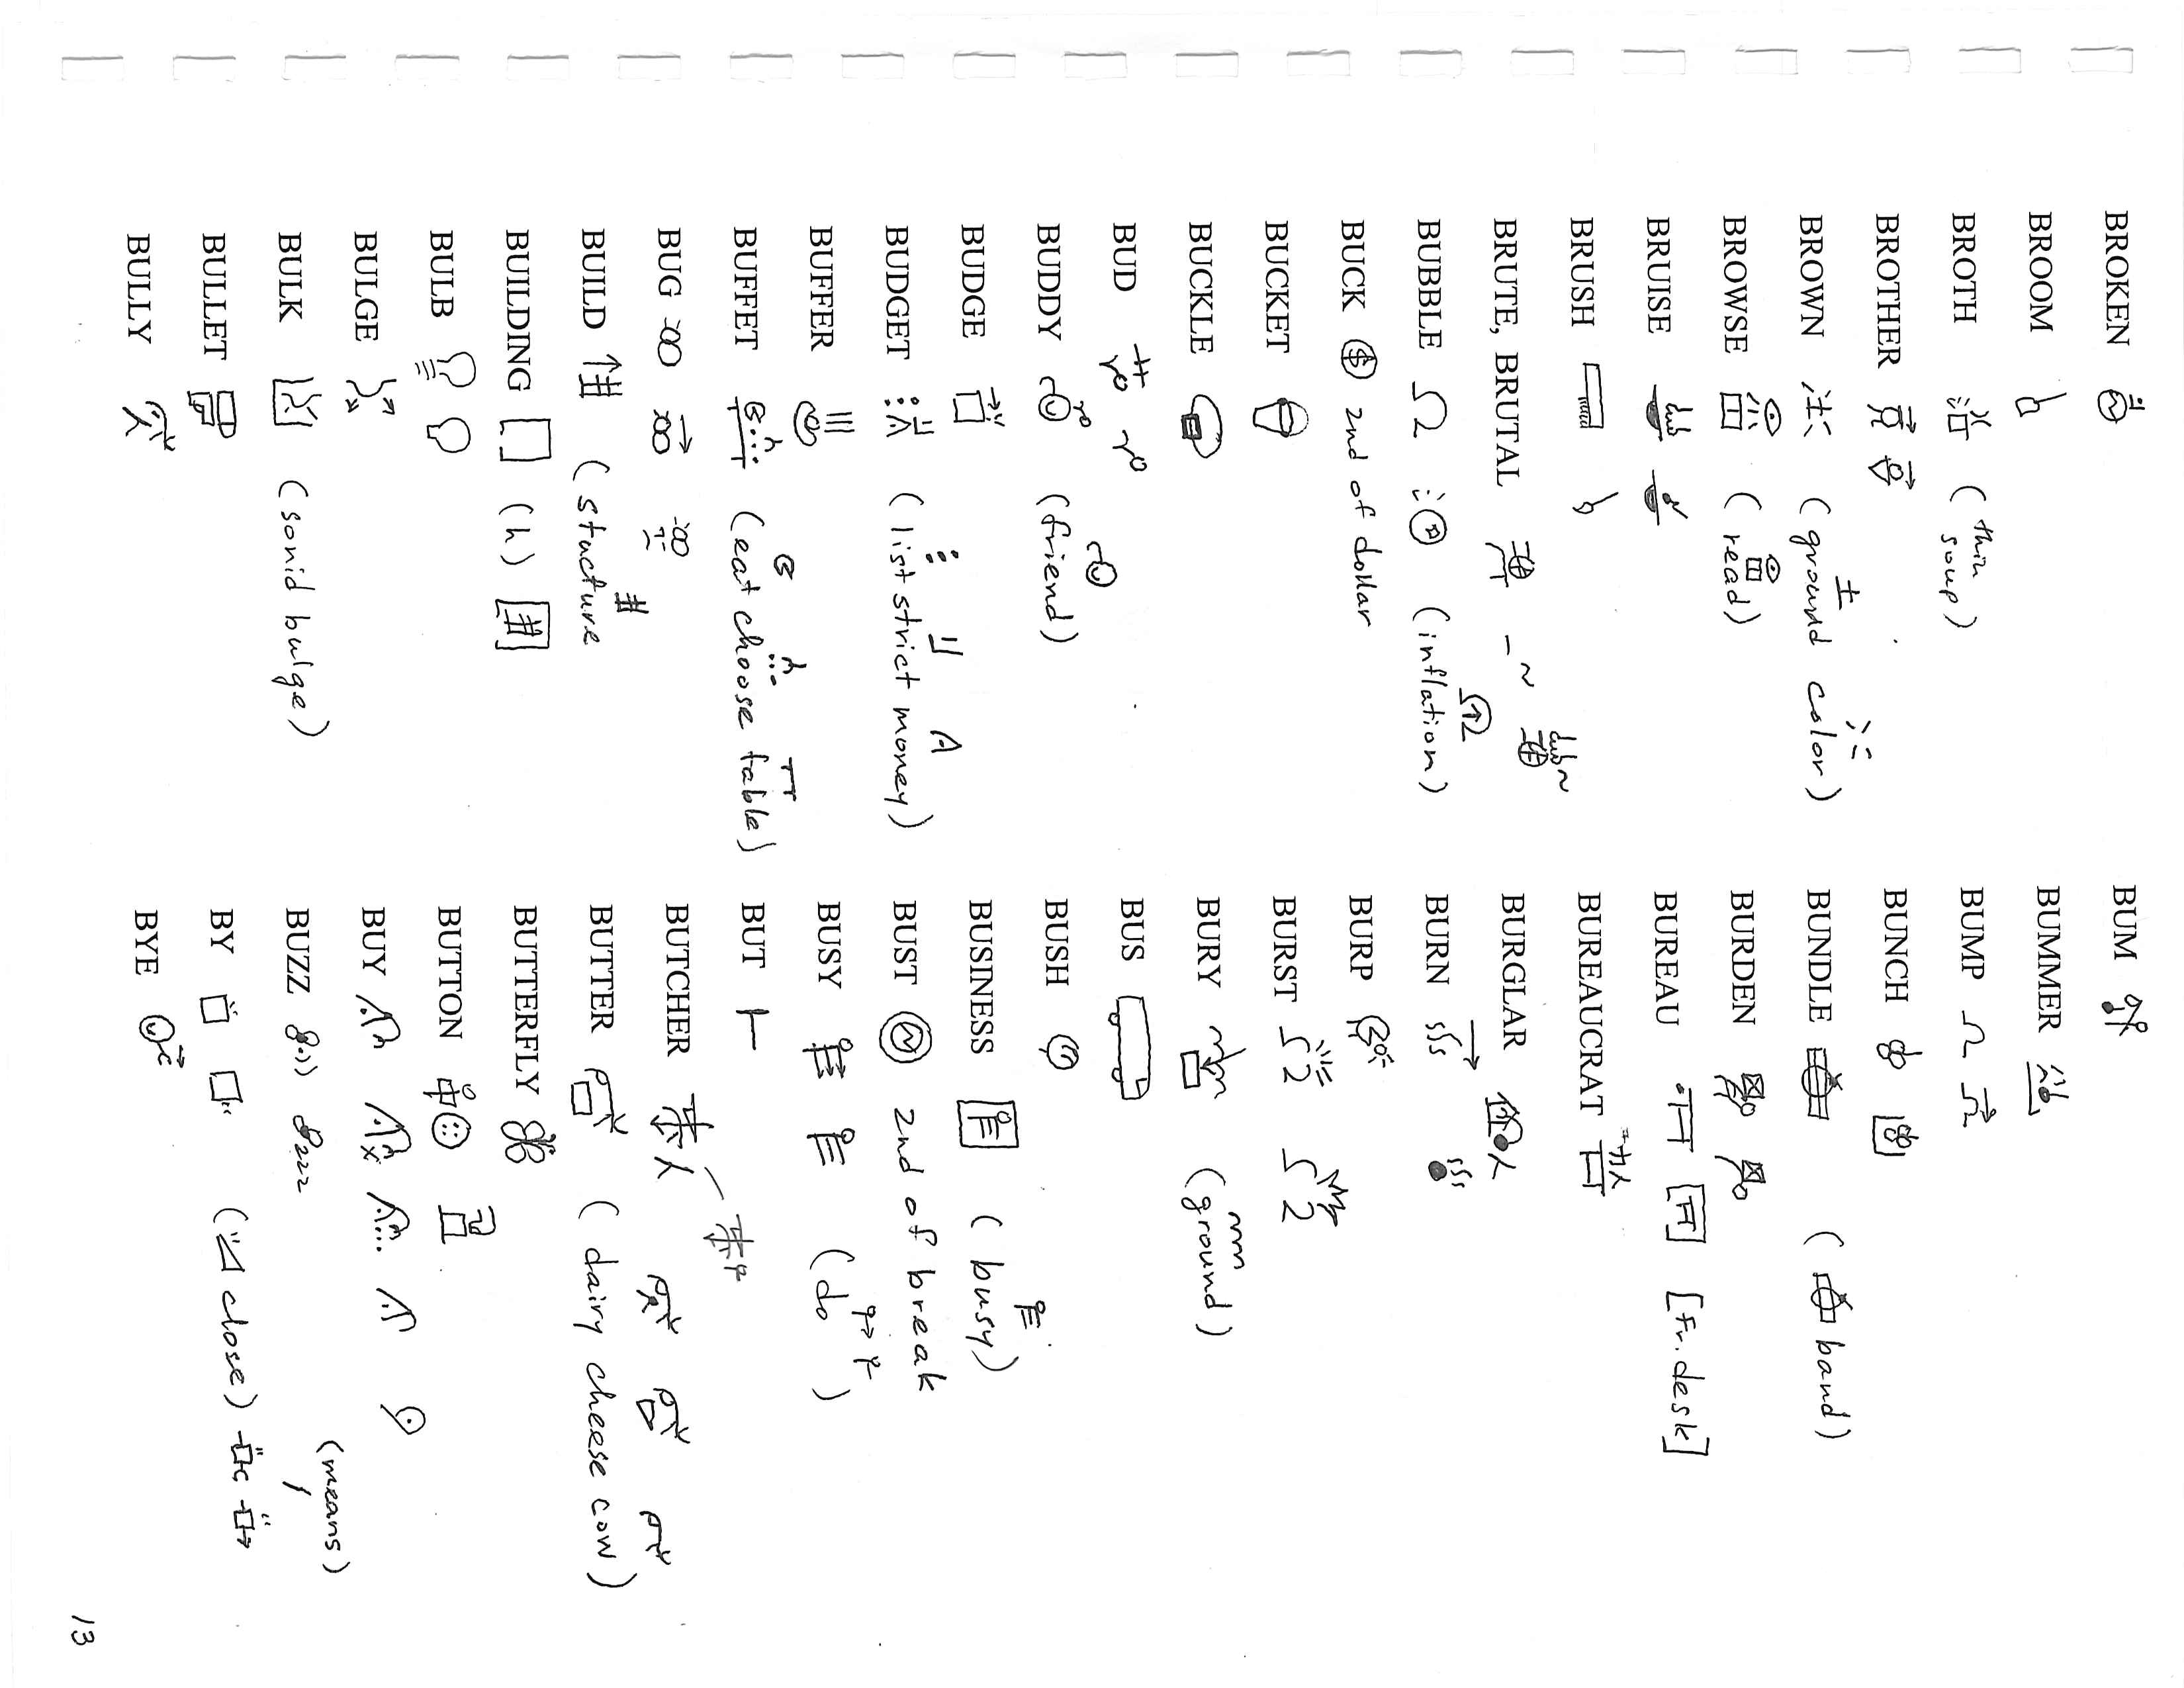 BROKEN
BROOM
BROTH (thin soup)
BROTHER
BROWN (ground color)
BROWSE (read)
BRUISE
BRUSH
BRUTE, BRUTAL
BUBBLE (inflation)
BUCK $ 2nd of dollar
BUCKET
BUCKLE
BUD
BUDDY (friend)
BUDGE
BUDGET (list strict money)
BUFFER
BUFFET (eat choose table)
BUG
BUILD (stucture
BUILDING (h)
BULB
BULGE
BULK (sonid bulge)
BULLET
BULLY
BUM
BUMMER
BUMP
BUNCH
BUNDLE ( band)
BURDEN
BUREAU [Fr. desk]
BUREAUCRAT
BURGLAR
BURN
BURP
BURST
BURY (ground)
BUS
BUSH
BUSINESS (busy)
BUST 2nd of break
BUSY (do )
BUT
BUTCHER
BUTTER (dairy cheese cow)
BUTTERFLY
BUTTON
BUY
BUZZ , (means)
BY ( close)
BYE
13